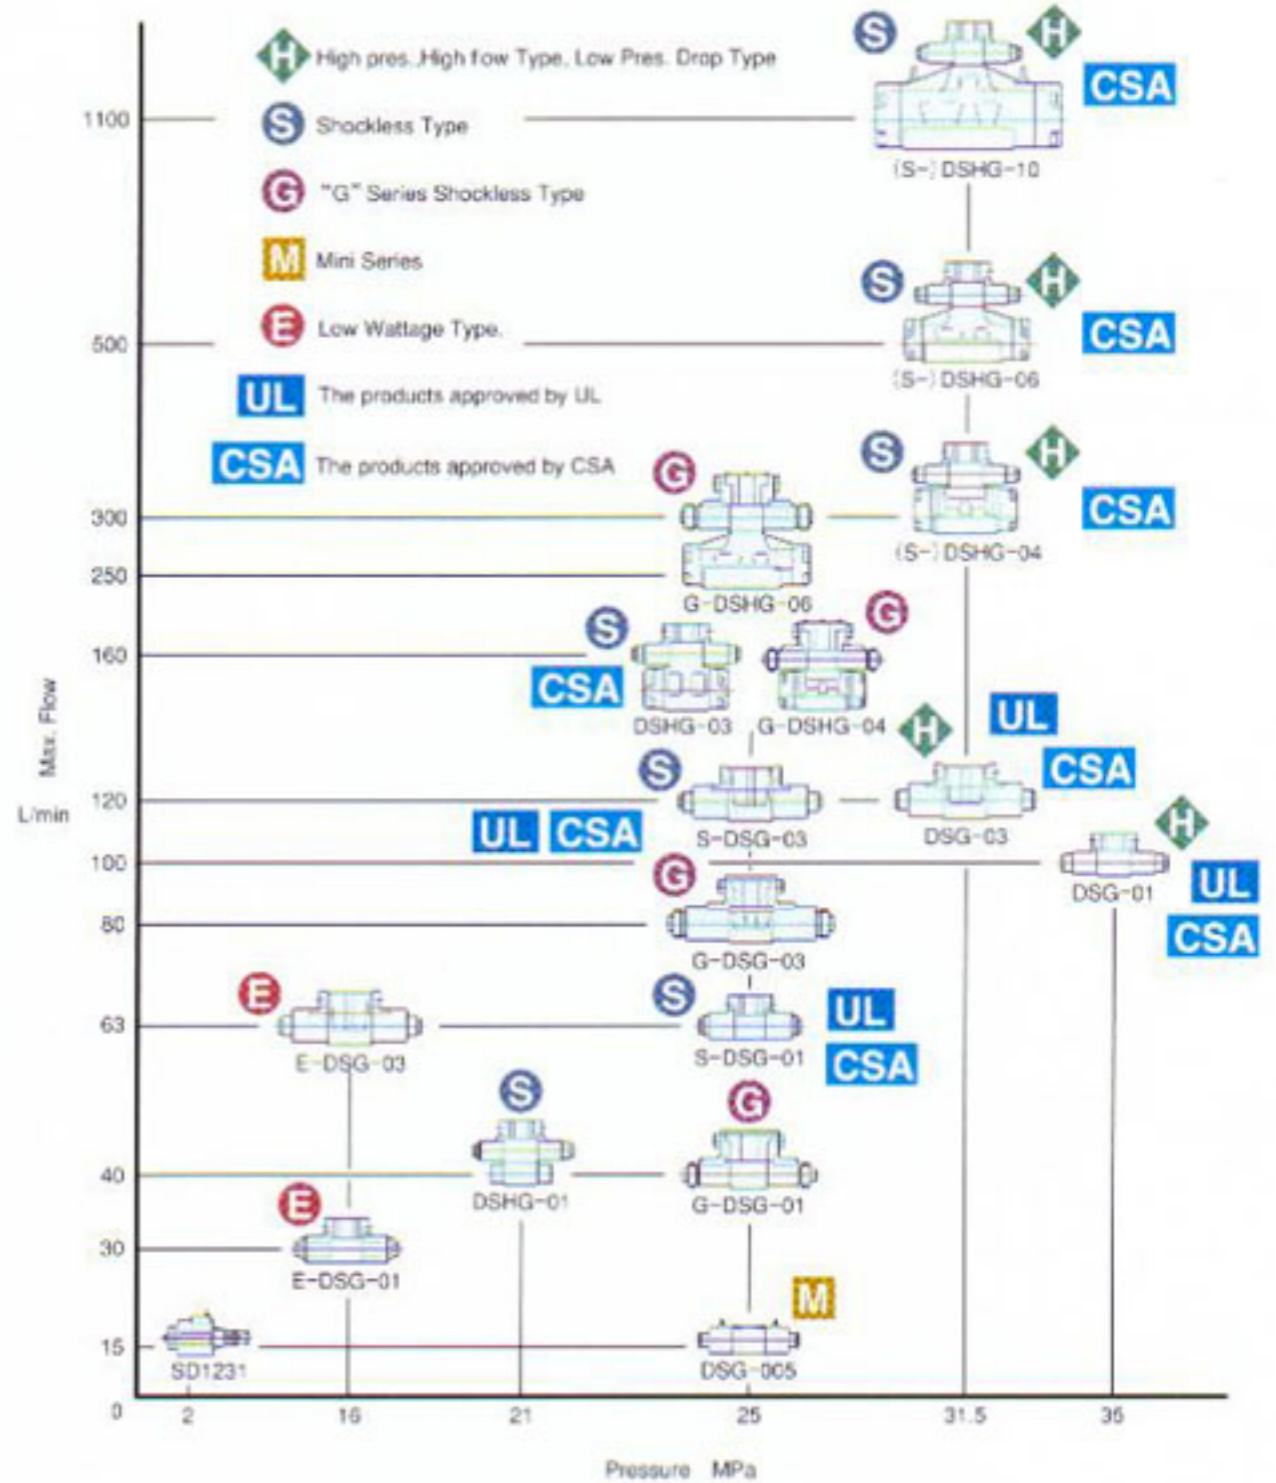 H High pres. ,High fow Type, Low Pres. Drop Type
S Shockless Type
G "G" Series Shockless Type
M Mini Series
E Low Wattage Type.
UL The products approved by UL
CSA The products approved by CSA
S H
CSA
1100
(S-)DSHG-10
S H
CSA
500
(S-)DSHG-06
S H
G
CSA
300
(S-)DSHG-04
250
G-DSHG-06
S G
160
CSA
DSHG-03 G-DSHG-04
H UL
S CSA
120
UL CSA
S-DSG-03 DSG-03
H
100
G
DSG-01
UL
CSA
80
G-DSG-03
E S UL
63
E-DSG-03 S-DSG-01
CSA
S G
40
DSHG-01 G-DSG-01
E
30
E-DSG-01
M
15
SD1231 DSG-005
Max. Flow
L/min
0 2 16 21 25 31.5 35
Pressure MPa